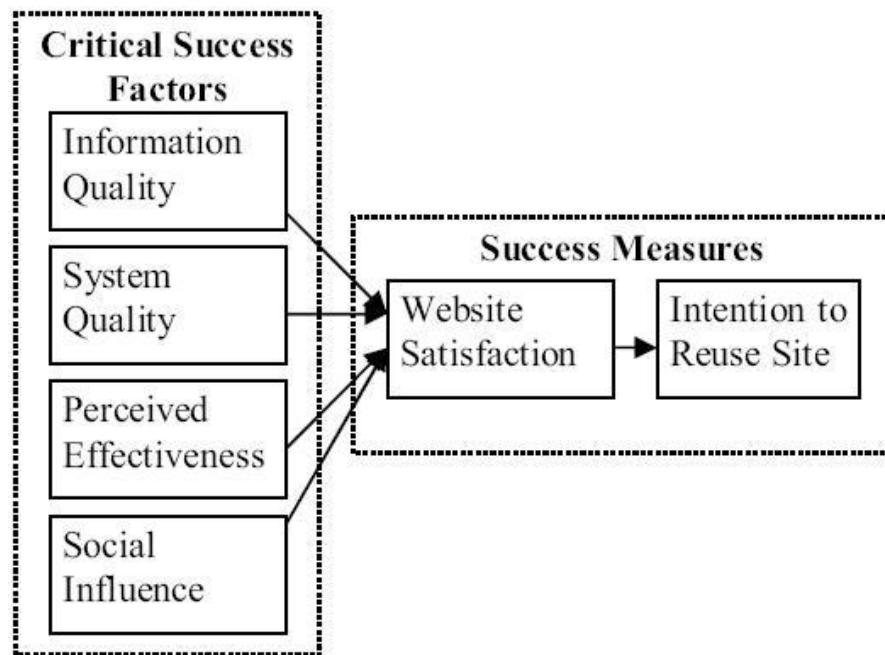 Critical Success
Factors
Information
Quality
System
Quality
Perceived
Effectiveness
Social
Influence
Success Measures
Website
Satisfaction
Intention to
Reuse Site